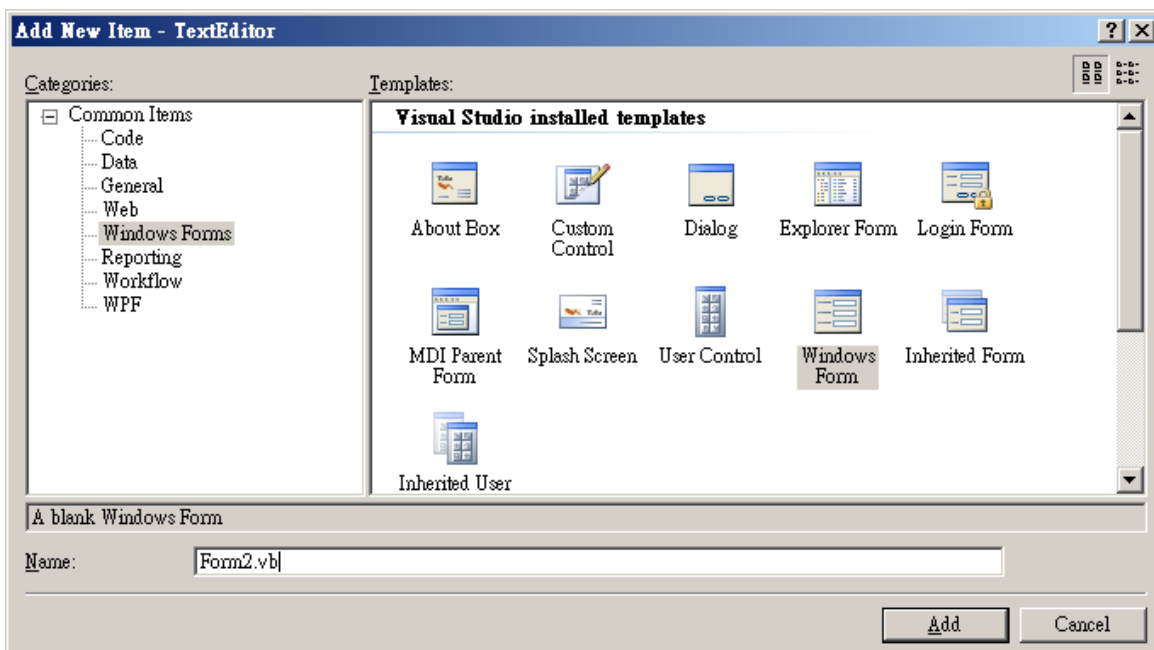 Add New Item - TextEditor
Categories:
Templates:
Common Items
Code
Data
General
Web
Windows Forms
Reporting
Workflow
WPF
Visual Studio installed templates
About Box
Custom
Control
Dialog
Explorer Form
Login Form
MDI Parent
Form
Splash Screen
User Control
Windows
Form
Inherited Form
Inherited User
A blank Windows Form
Name:
Form2.vb
Add
Cancel